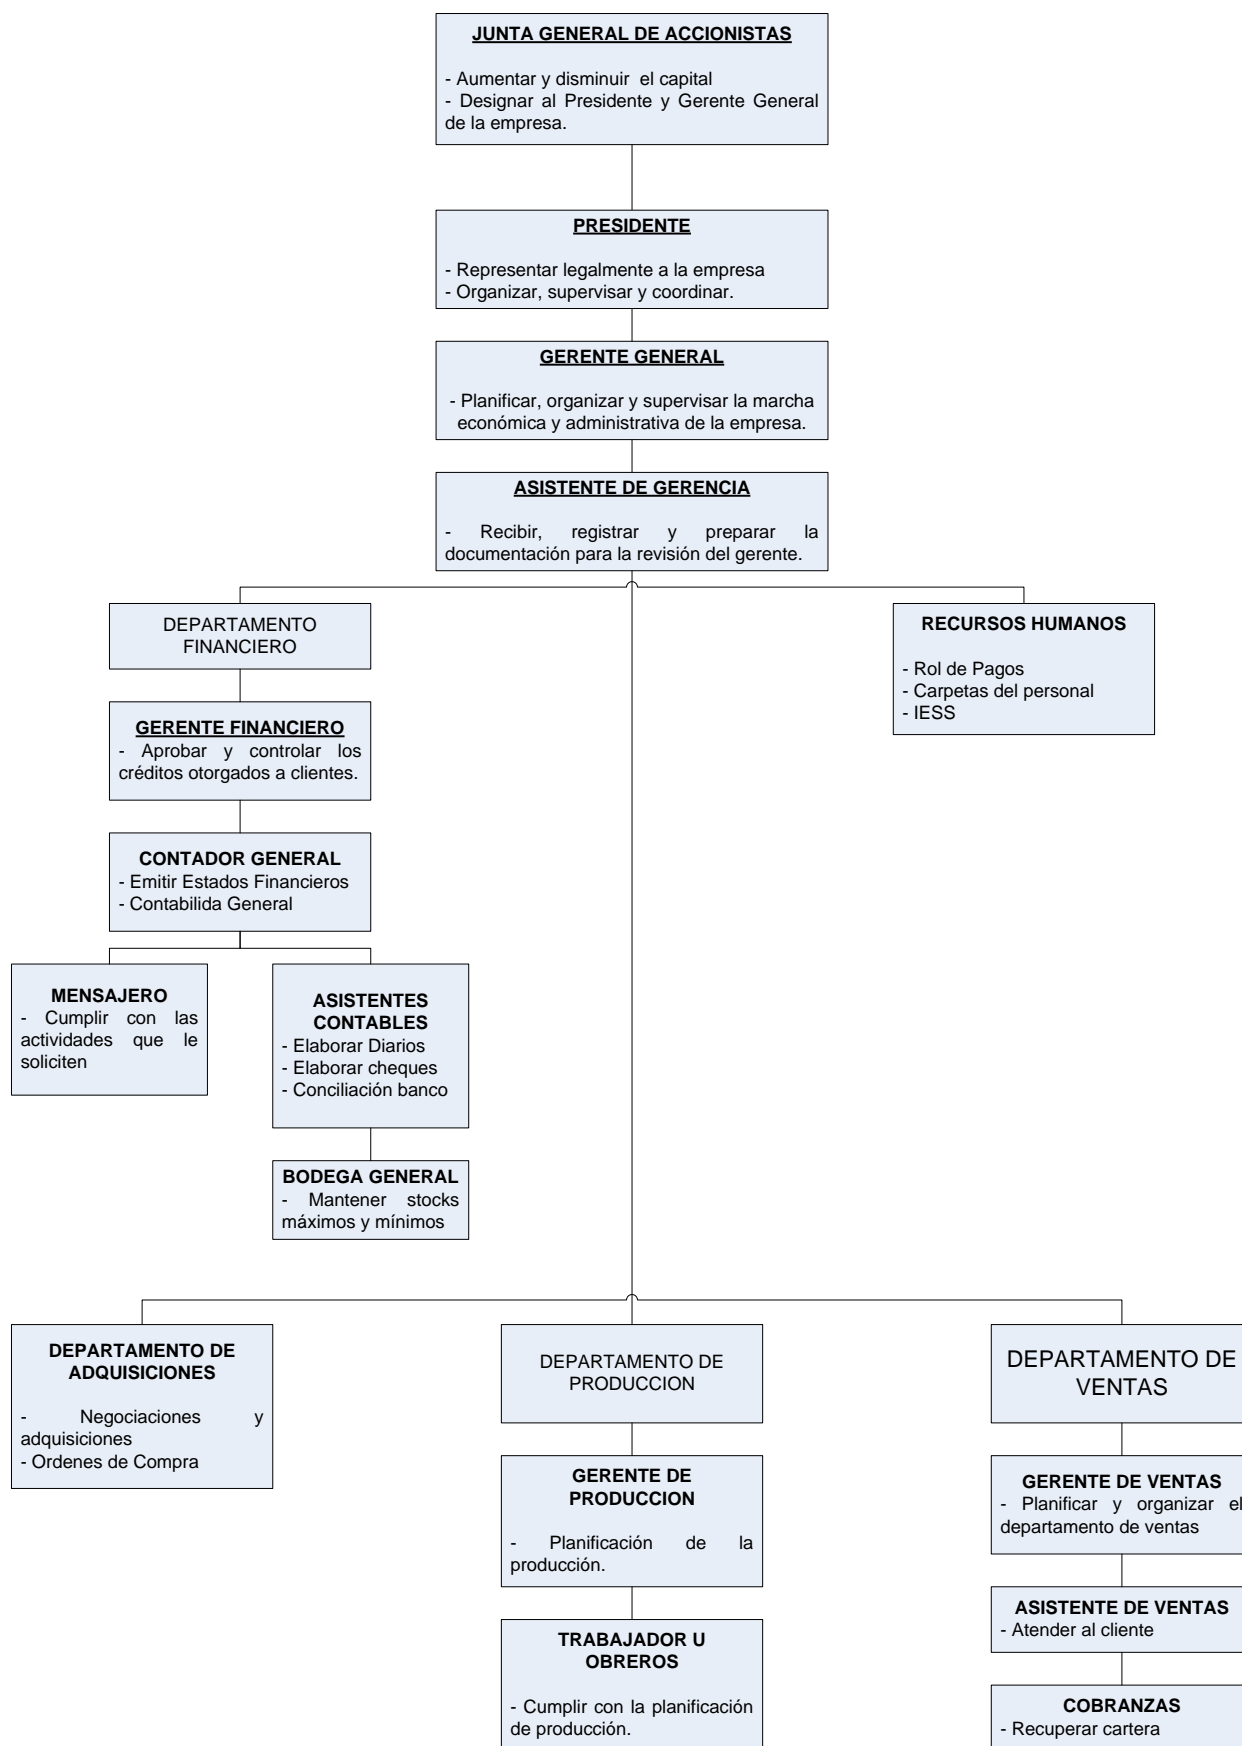 JUNTA GENERAL DE ACCIONISTAS
- Aumentar y disminuir el capital
- Designar al Presidente y Gerente General
de la empresa.
PRESIDENTE
- Representar legalmente a la empresa
- Organizar, supervisar y coordinar.
GERENTE GENERAL
- Planificar, organizar y supervisar la marcha
económica y administrativa de la empresa.
ASISTENTE DE GERENCIA
- Recibir, registrar y preparar la
documentación para la revisión del gerente.
DEPARTAMENTO
FINANCIERO
RECURSOS HUMANOS
- Rol de Pagos
- Carpetas del personal
- IESS
GERENTE FINANCIERO
- Aprobar y controlar los
créditos otorgados a clientes.
CONTADOR GENERAL
- Emitir Estados Financieros
- Contabilida General
MENSAJERO
- Cumplir con las
actividades que le
soliciten
ASISTENTES
CONTABLES
- Elaborar Diarios
- Elaborar cheques
- Conciliación banco
BODEGA GENERAL
- Mantener stocks
máximos y mínimos
DEPARTAMENTO DE
ADQUISICIONES
- Negociaciones y
adquisiciones
- Ordenes de Compra
DEPARTAMENTO DE
PRODUCCION
GERENTE DE
PRODUCCION
- Planificación de la
producción.
TRABAJADOR U
OBREROS
- Cumplir con la planificación
de producción.
DEPARTAMENTO DE
VENTAS
GERENTE DE VENTAS
- Planificar y organizar el
departamento de ventas
ASISTENTE DE VENTAS
- Atender al cliente
COBRANZAS
- Recuperar cartera